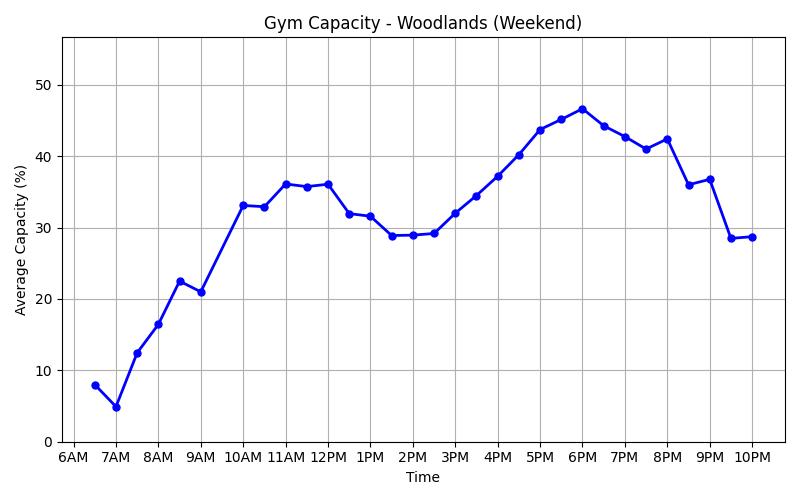 Gym Capacity - Woodlands (Weekend)
Average Capacity (%)
50
40
30
20
10
0
6AM 7AM 8AM 9AM 10AM 11AM 12PM 1PM 2PM 3PM 4PM 5PM 6PM 7PM 8PM 9PM 10PM
Time